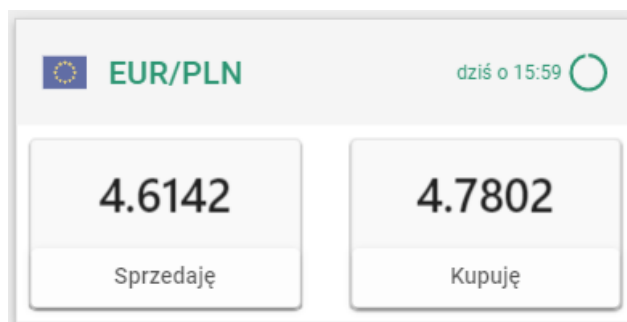 EUR/PLN
dziś o 15:59
4.6142
4.7802
Sprzedaję
Kupuję